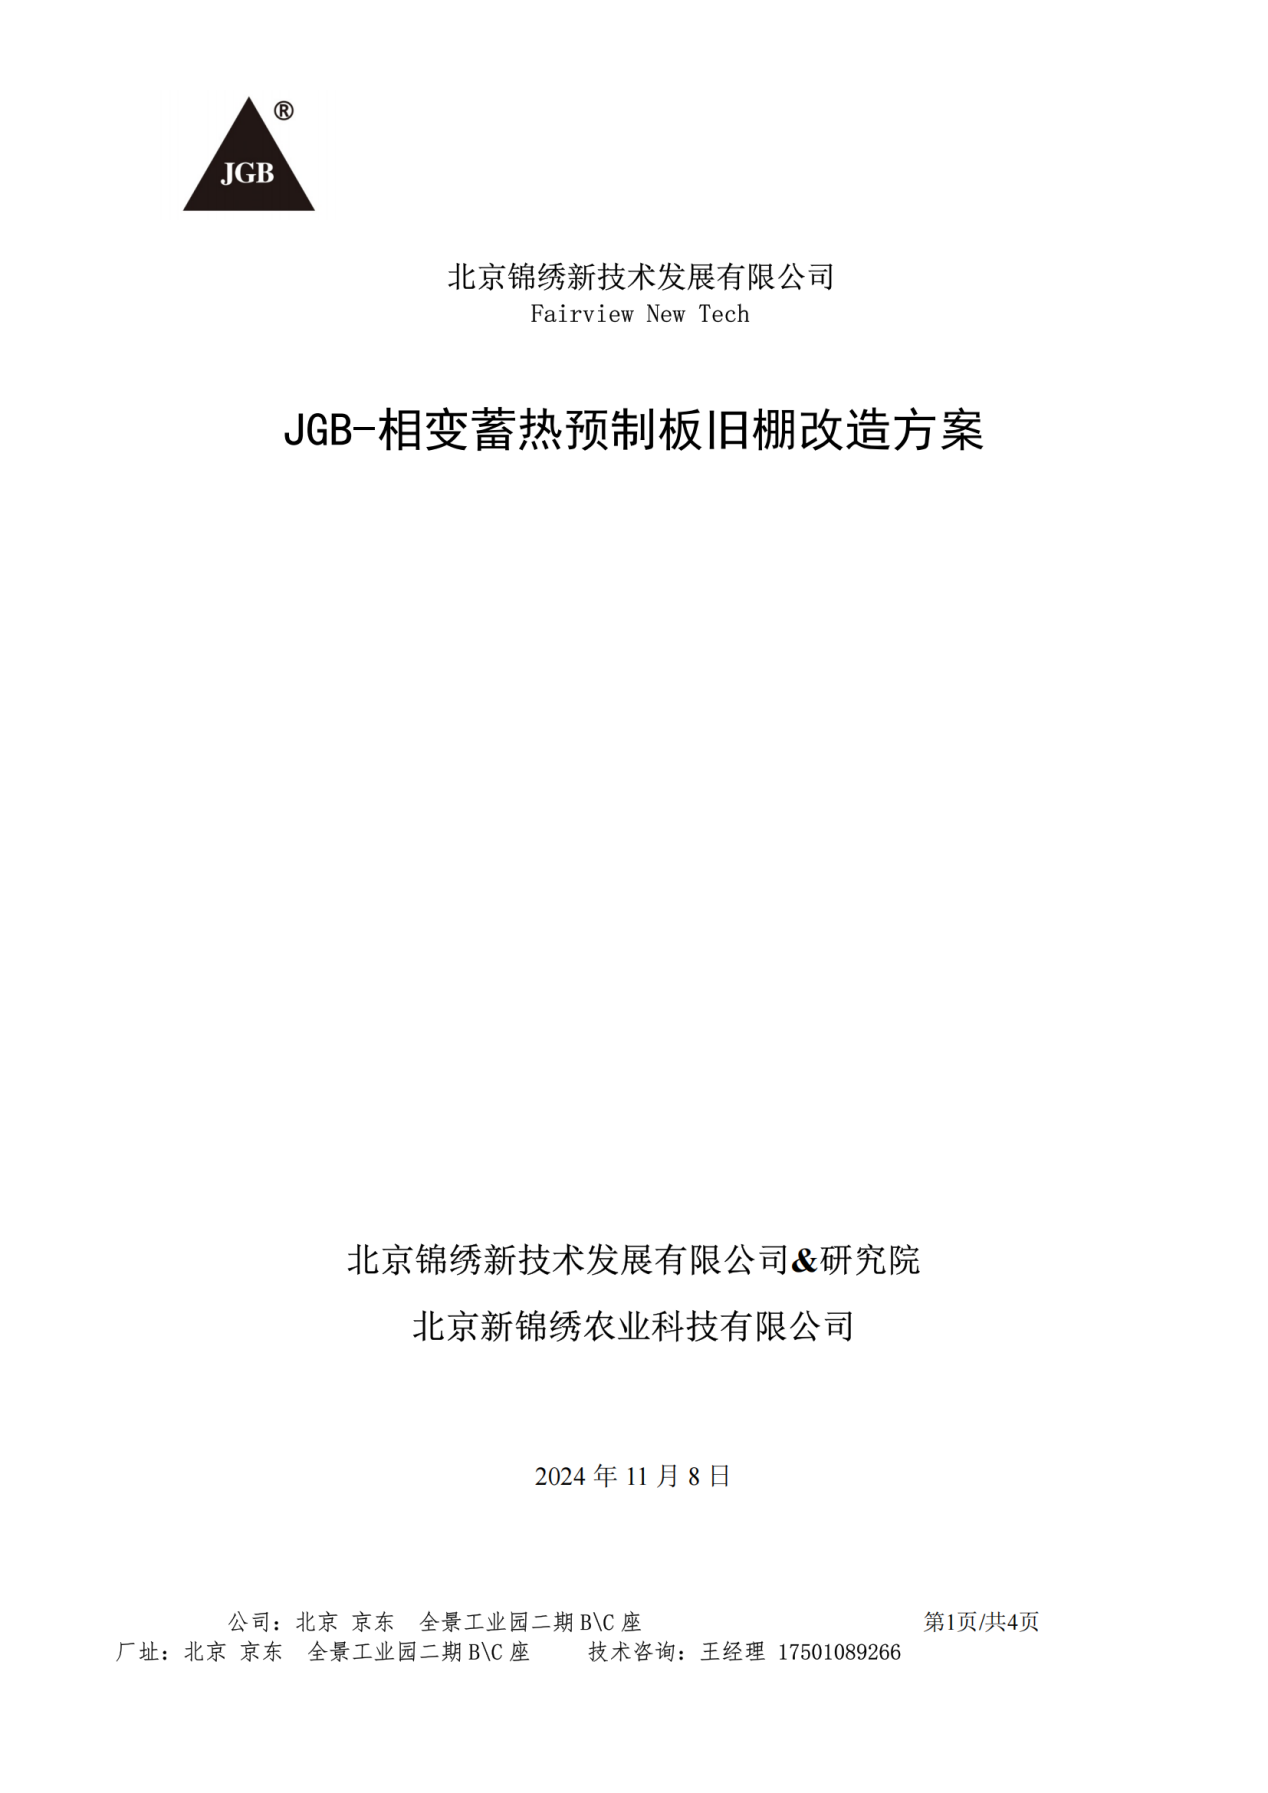 ®
JGB
北京锦绣新技术发展有限公司
Fairview New Tech
JGB-相变蓄热预制板旧棚改造方案
北京锦绣新技术发展有限公司&研究院
北京新锦绣农业科技有限公司
2024 年 11 月 8 日
公司：北京 京东 全景工业园二期 B\C 座 第1页/共4页
厂址：北京 京东 全景工业园二期 B\C 座 技术咨询：王经理 17501089266